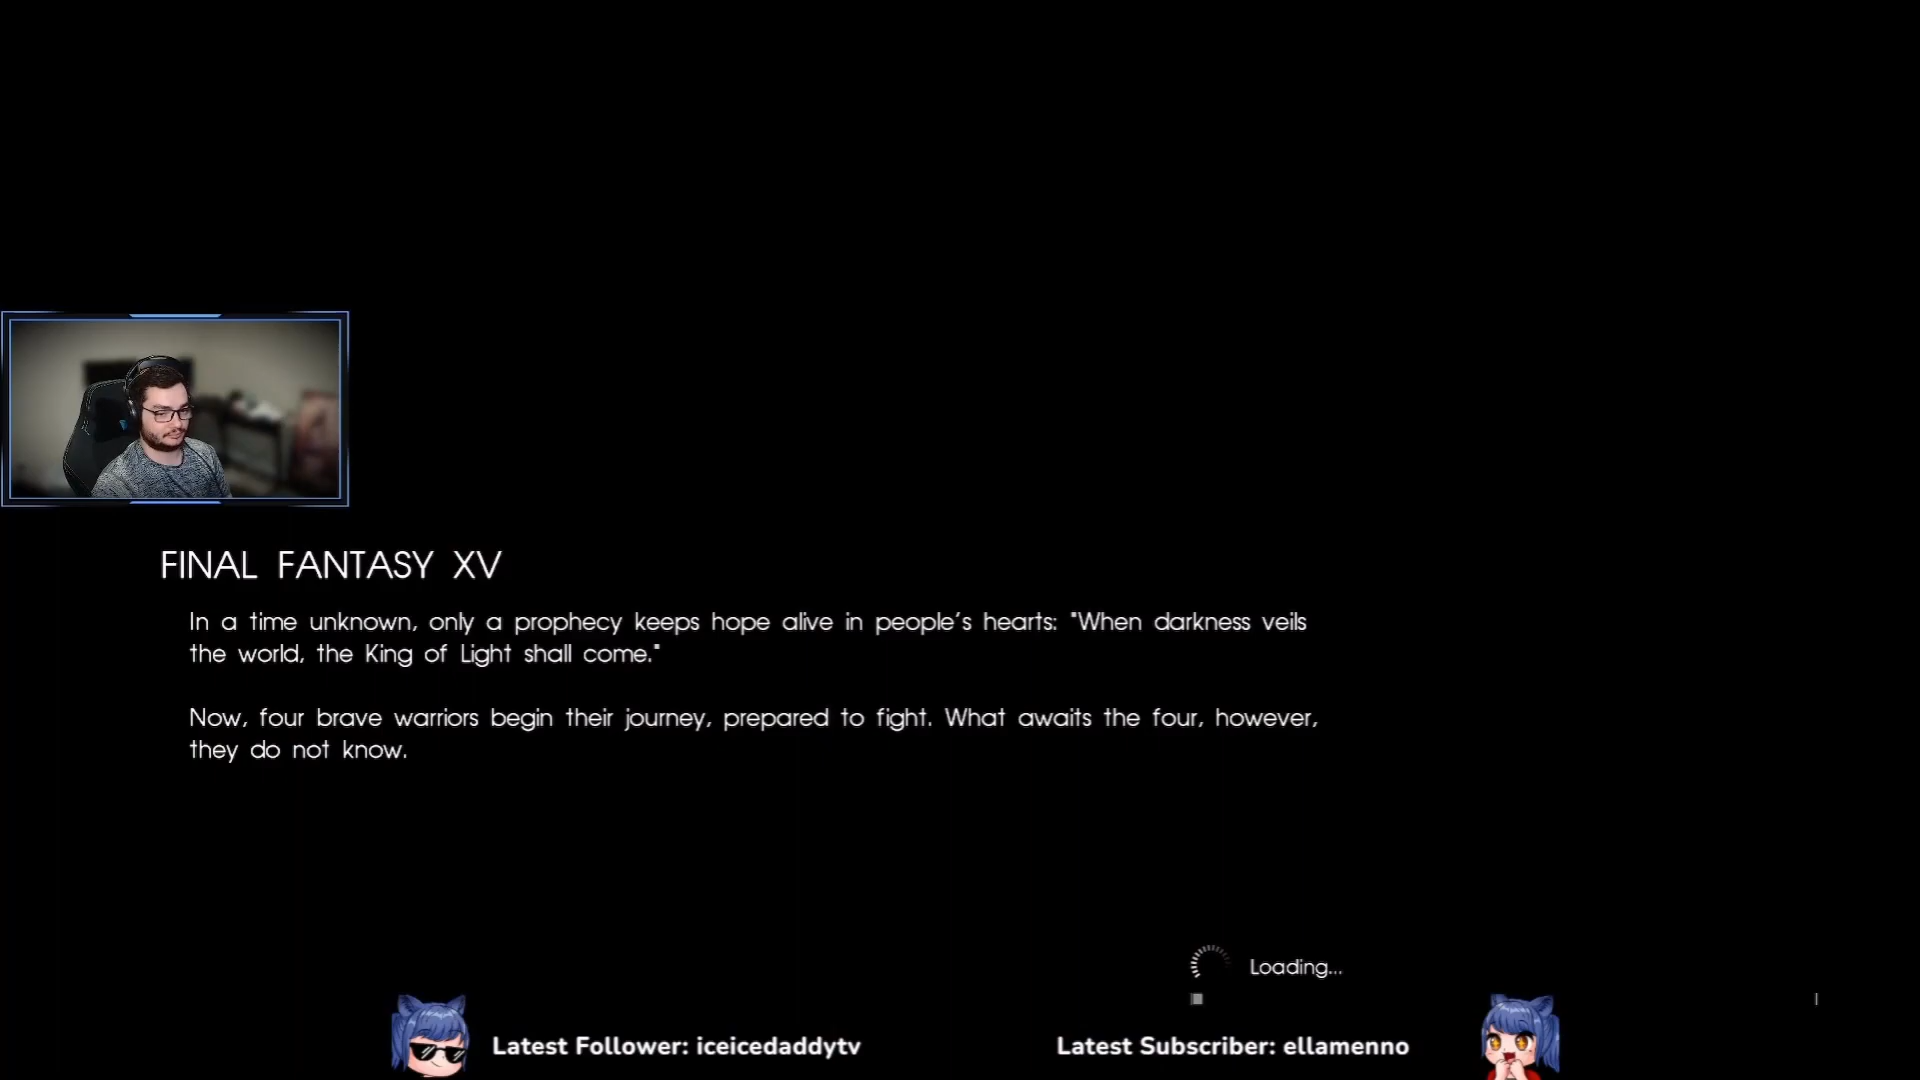 FINAL FANTASY XV
In a time unknown, only a prophecy keeps hope alive in people's hearts: "When darkness veils
the world, the King of Light shall come."
Now, four brave warriors begin their journey, prepared to fight. What awaits the four, however,
they do not know.
Loading...
Latest Follower: iceicedaddytv
Latest Subscriber: ellamenno